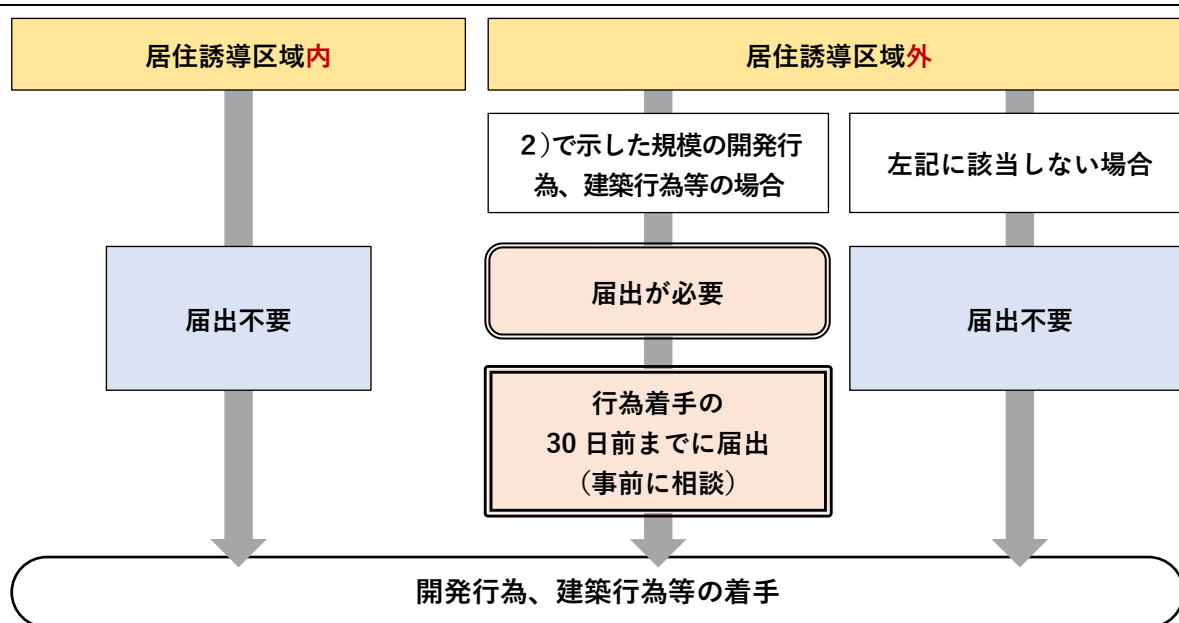 居住誘導区域内
居住誘導区域外
2）で示した規模の開発行
為、建築行為等の場合
左記に該当しない場合
届出不要
届出が必要
届出不要
行為着手の
30 日前までに届出
（事前に相談）
開発行為、建築行為等の着手